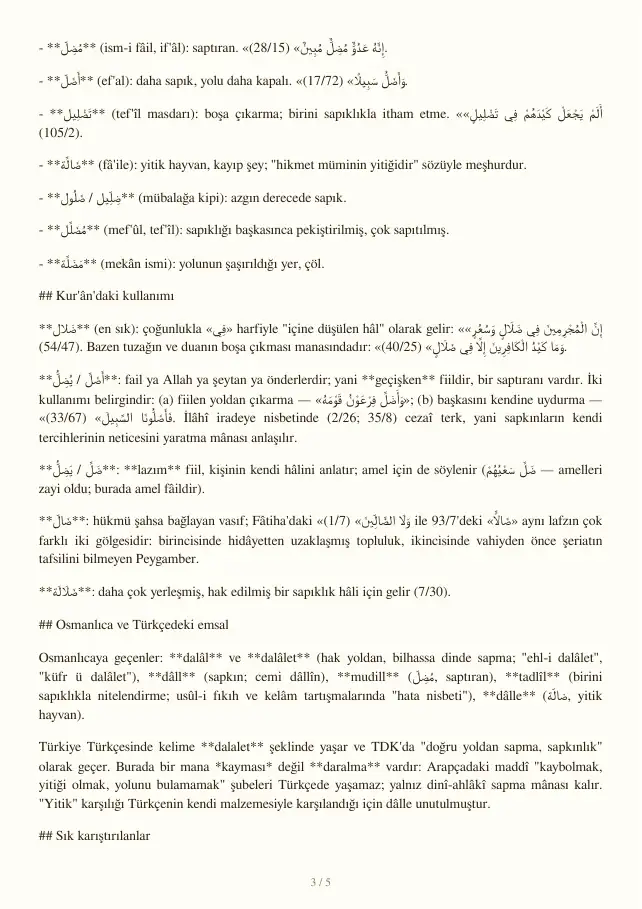 - **مُضِلّ** (ism-i fâil, if'âl): saptıran. «إِنَّهُ عَدُوٌّ مُضِلٌّ مُبِينٌ» (28/15).
- **أَضَلّ** (ef'al): daha sapık, yolu daha kapalı. «وَأَضَلُّ سَبِيلًا» (17/72).
- **تَضْلِيل** (tef'îl masdarı): boşa çıkarma; birini sapıklıkla itham etme. «أَلَمْ يَجْعَلْ كَيْدَهُمْ فِي تَضْلِيلٍ»
(105/2).
- **ضَالَّة** (fâ'ile): yitik hayvan, kayıp şey; "hikmet müminin yitiğidir" sözüyle meşhurdur.
- **ضِلِّيل / ضَلُول** (mübalağa kipi): azgın derecede sapık.
- **مُضَلَّل** (mef'ûl, tef'îl): sapıklığı başkasınca pekiştirilmiş, çok sapıtılmış.
- **مَضَلَّة** (mekân ismi): yolunun şaşırıldığı yer, çöl.
## Kur'ân'daki kullanımı
**ضَلال** (en sık): çoğunlukla «فِي» harfiyle "içine düşülen hâl" olarak gelir: «إِنَّ الْمُجْرِمِينَ فِي ضَلَالٍ وَسُعُرٍ»
(54/47). Bazen tuzağın ve duanın boşa çıkması manasındadır: «وَمَا كَيْدُ الْكَافِرِينَ إِلَّا فِي ضَلَالٍ» (40/25).
**أَضَلَّ / يُضِلُّ**: fail ya Allah ya şeytan ya önderlerdir; yani **geçişken** fiildir, bir saptıranı vardır. İki
kullanımı belirgindir: (a) fiilen yoldan çıkarma — «وَأَضَلَّ فِرْعَوْنُ قَوْمَهُ»; (b) başkasını kendine uydurma —
«فَأَضَلُّونَا السَّبِيلَ» (33/67). İlâhî iradeye nisbetinde (2/26; 35/8) cezaî terk, yani sapkınların kendi
tercihlerinin neticesini yaratma mânası anlaşılır.
**ضَلَّ / يَضِلُّ**: **lazım** fiil, kişinin kendi hâlini anlatır; amel için de söylenir (ضَلَّ سَعْيُهُمْ — amelleri
zayi oldu; burada amel fâildir).
**ضَالّ**: hükmü şahsa bağlayan vasıf; Fâtiha'daki «وَلَا الضَّالِّينَ» (1/7) ile 93/7'deki «ضَالًّا» aynı lafzın çok
farklı iki gölgesidir: birincisinde hidâyetten uzaklaşmış topluluk, ikincisinde vahiyden önce şeriatın
tafsilini bilmeyen Peygamber.
**ضَلَالَة**: daha çok yerleşmiş, hak edilmiş bir sapıklık hâli için gelir (7/30).
## Osmanlıca ve Türkçedeki emsal
Osmanlıcaya geçenler: **dalâl** ve **dalâlet** (hak yoldan, bilhassa dinde sapma; "ehl-i dalâlet",
"küfr ü dalâlet"), **dâll** (sapkın; cemi dâllîn), **mudill** (مُضِلّ, saptıran), **tadlîl** (birini
sapıklıkla nitelendirme; usûl-i fıkıh ve kelâm tartışmalarında "hata nisbeti"), **dâlle** (ضالّة, yitik
hayvan).
Türkiye Türkçesinde kelime **dalalet** şeklinde yaşar ve TDK'da "doğru yoldan sapma, sapkınlık"
olarak geçer. Burada bir mana *kayması* değil **daralma** vardır: Arapçadaki maddî "kaybolmak,
yitiği olmak, yolunu bulamamak" şubeleri Türkçede yaşamaz; yalnız dinî-ahlâkî sapma mânası kalır.
"Yitik" karşılığı Türkçenin kendi malzemesiyle karşılandığı için dâlle unutulmuştur.
## Sık karıştırılanlar
3 / 5